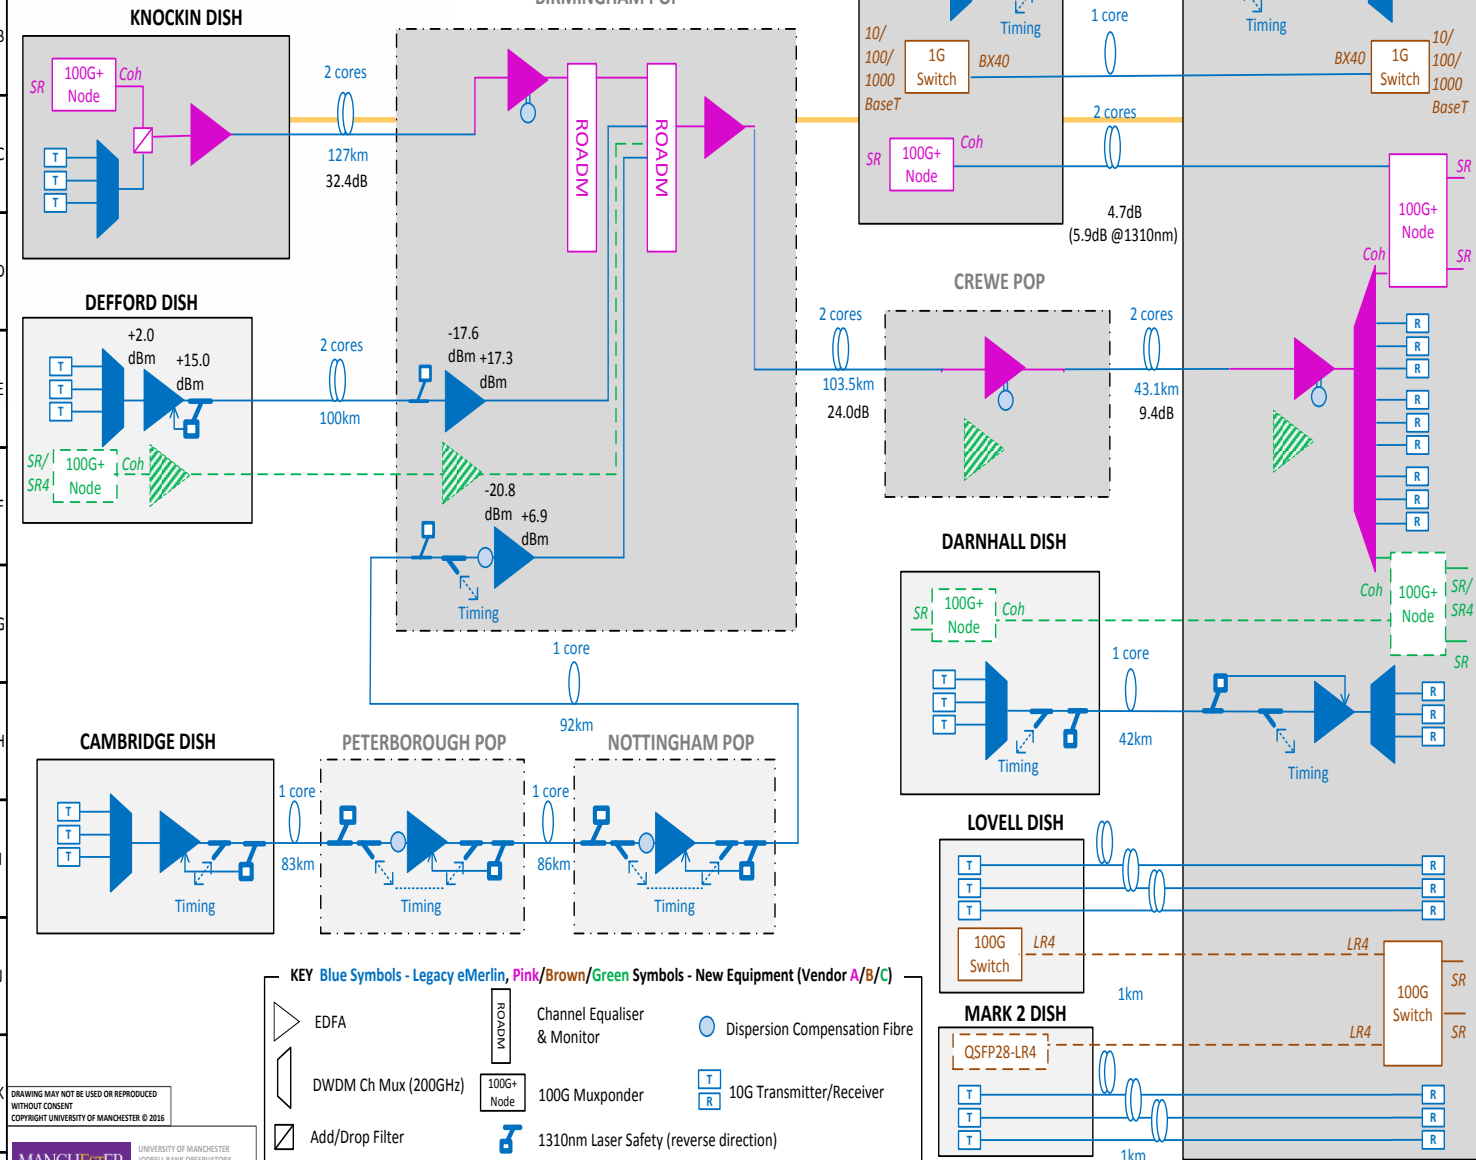 KNOCKIN DISH
BIRMINGHAM POP
SR
100G+
Node
Coh
T
T
T
2 cores
127km
32.4dB
ROADM
ROADM
Timing
1 core
Timing
10/
100/
1000
BaseT
1G
Switch
BX40
BX40
1G
Switch
10/
100/
1000
BaseT
2 cores
SR
100G+
Node
Coh
4.7dB
(5.9dB @1310nm)
SR
100G+
Node
SR
Coh
DEFFORD DISH
+2.0
dBm
+15.0
dBm
T
T
T
2 cores
100km
-17.6
dBm
+17.3
dBm
SR/
SR4
100G+
Node
Coh
-20.8
dBm
+6.9
dBm
Timing
CREWE POP
2 cores
103.5km
24.0dB
2 cores
43.1km
9.4dB
R
R
R
R
R
R
R
R
R
DARNHALL DISH
SR
100G+
Node
Coh
Coh
100G+
Node
SR/
SR4
SR
T
T
T
Timing
1 core
42km
Timing
R
R
R
1 core
92km
CAMBRIDGE DISH
PETERBOROUGH POP
NOTTINGHAM POP
T
T
T
Timing
1 core
83km
Timing
1 core
86km
Timing
LOVELL DISH
T
T
T
R
R
R
100G
Switch
LR4
LR4
100G
Switch
SR
SR
1km
MARK 2 DISH
QSFP28-LR4
LR4
T
T
T
R
R
R
1km
KEY Blue Symbols - Legacy eMerlin, Pink/Brown/Green Symbols - New Equipment (Vendor A/B/C)
EDFA
ROADM
Channel Equaliser
& Monitor
Dispersion Compensation Fibre
DWDM Ch Mux (200GHz)
100G+
Node
100G Muxponder
T
R
10G Transmitter/Receiver
Add/Drop Filter
1310nm Laser Safety (reverse direction)
DRAWING MAY NOT BE USED OR REPRODUCED
WITHOUT CONSENT
COPYRIGHT UNIVERSITY OF MANCHESTER © 2016
MANCHESTER
UNIVERSITY OF MANCHESTER
JODRELL BANK OBSERVATORY
B
C
D
E
F
G
H
I
J
K